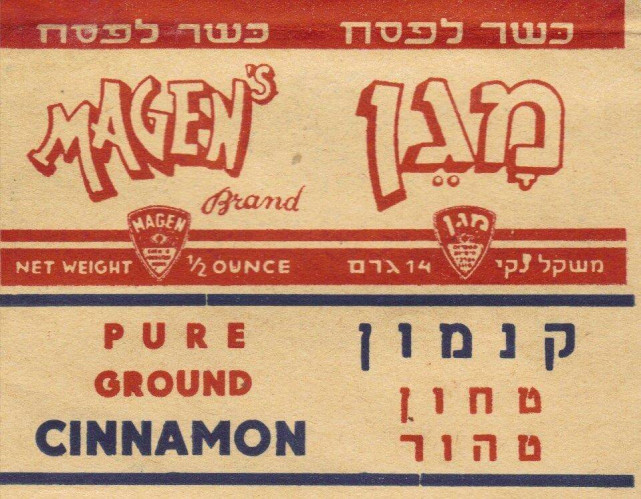 כשר לפסח
כשר לפסח
MAGEN'S
Brand
מָגֵן
MAGEN
מגן
NET WEIGHT 1/2 OUNCE
משקל נקי 14 גרם
PURE
GROUND
CINNAMON
קנמון
טחון
טהור